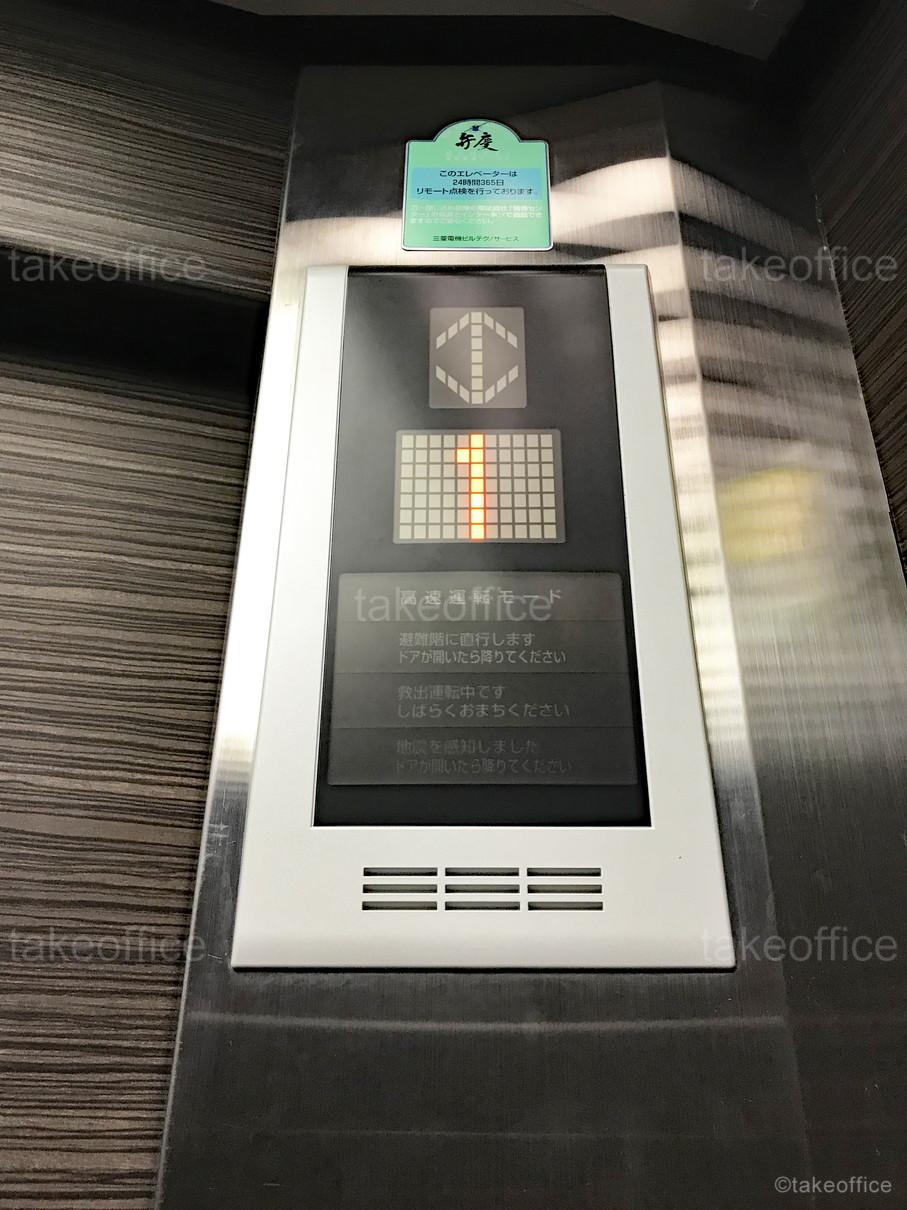 弁慶
このエレベーターは
24時間365日
リモート点検を行っております。
三菱電機ビルテクノサービス
takeoffice takeoffice
1
高速運転モード
takeoffice
避難階に直行します
ドアが開いたら降りてください
救出運転中です
しばらくおまちください
地震を感知しました
ドアが開いたら降りてください
takeoffice takeoffice
©takeoffice